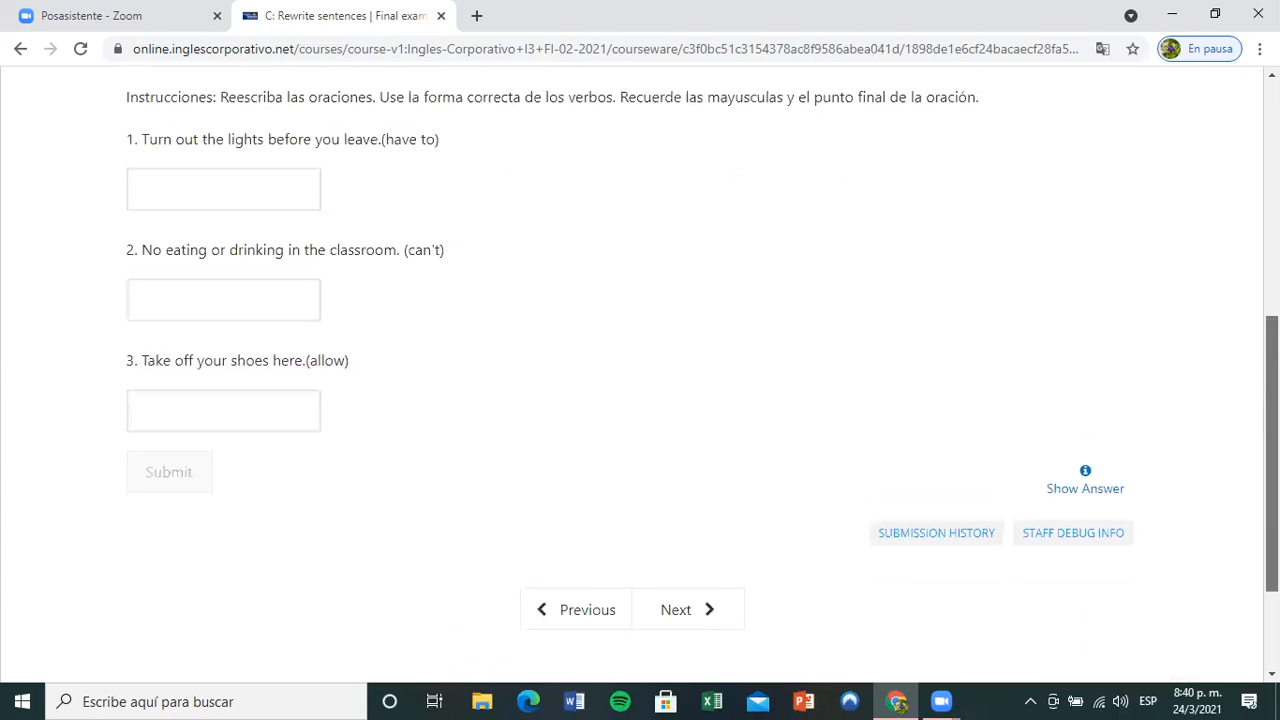 Posasistente - Zoom
C: Rewrite sentences | Final exam
online.inglescorporativo.net/courses/course-v1:Ingles-Corporativo+I3+FI-02-2021/courseware/c3f0bc51c3154378ac8f9586abea041d/1898de1e6cf24bacaecf28fa5...
En pausa
Instrucciones: Reescriba las oraciones. Use la forma correcta de los verbos. Recuerde las mayusculas y el punto final de la oración.
1. Turn out the lights before you leave.(have to)
2. No eating or drinking in the classroom. (can't)
3. Take off your shoes here.(allow)
Submit
Show Answer
SUBMISSION HISTORY
STAFF DEBUG INFO
Previous
Next
Escribe aquí para buscar
ESP
8:40 p. m.
24/3/2021